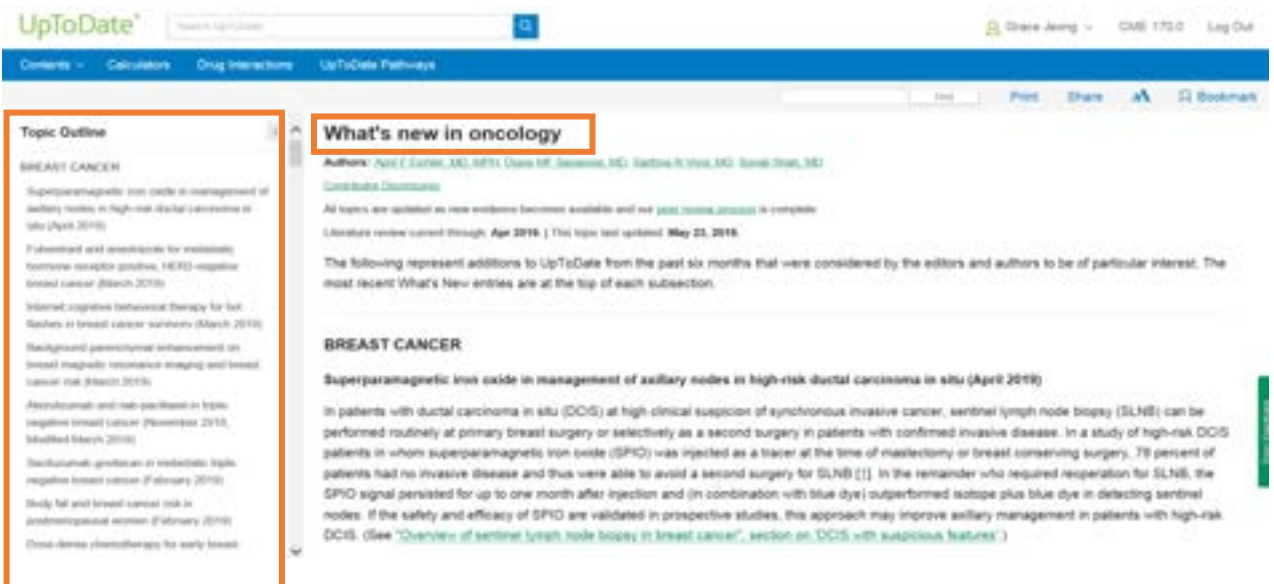 UpToDate®
Search UpToDate
Grace Jeong
CME 170.0
Log Out
Contents
Calculators
Drug Interactions
UpToDate Pathways
Find
Print
Share
Bookmark
Topic Outline
BREAST CANCER
Superparamagnetic iron oxide in management of
axillary nodes in high-risk ductal carcinoma in
situ (April 2019)
Fulvestrant and anastrozole for metastatic
hormone receptor-positive, HER2-negative
breast cancer (March 2019)
Internet cognitive behavioral therapy for hot
flashes in breast cancer survivors (March 2019)
Background parenchymal enhancement on
breast magnetic resonance imaging and breast
cancer risk (March 2019)
Atezolizumab and nab-paclitaxel in triple-
negative breast cancer (November 2018,
Modified March 2019)
Sacituzumab govitecan in metastatic triple
negative breast cancer (February 2019)
Body fat and breast cancer risk in
postmenopausal women (February 2019)
Dose-dense chemotherapy for early breast
What's new in oncology
Authors: April F Eichler, MD, MPH, Diane MF Savarese, MD, Sadhna R Vora, MD, Sonali Shah, MD
Contributor Disclosures
All topics are updated as new evidence becomes available and our peer review process is complete.
Literature review current through: Apr 2019. | This topic last updated: May 23, 2019.
The following represent additions to UpToDate from the past six months that were considered by the editors and authors to be of particular interest. The
most recent What's New entries are at the top of each subsection.
BREAST CANCER
Superparamagnetic iron oxide in management of axillary nodes in high-risk ductal carcinoma in situ (April 2019)
In patients with ductal carcinoma in situ (DCIS) at high clinical suspicion of synchronous invasive cancer, sentinel lymph node biopsy (SLNB) can be
performed routinely at primary breast surgery or selectively as a second surgery in patients with confirmed invasive disease. In a study of high-risk DCIS
patients in whom superparamagnetic iron oxide (SPIO) was injected as a tracer at the time of mastectomy or breast conserving surgery, 78 percent of
patients had no invasive disease and thus were able to avoid a second surgery for SLNB [1]. In the remainder who required reoperation for SLNB, the
SPIO signal persisted for up to one month after injection and (in combination with blue dye) outperformed isotope plus blue dye in detecting sentinel
nodes. If the safety and efficacy of SPIO are validated in prospective studies, this approach may improve axillary management in patients with high-risk
DCIS. (See "Overview of sentinel lymph node biopsy in breast cancer", section on 'DCIS with suspicious features'.)